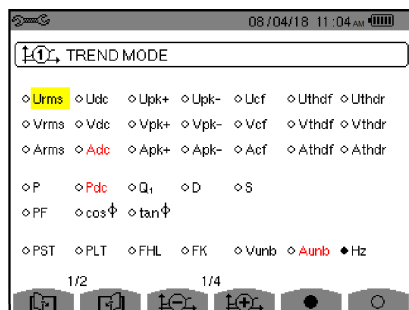 08/04/18 11:04 AM
1 TREND MODE
Urms Udc Upk+ Upk- Ucf Uthdf Uthdr
Vrms Vdc Vpk+ Vpk- Vcf Vthdf Vthdr
Arms Adc Apk+ Apk- Acf Athdf Athdr
P Pdc Q₁ D S
PF cosϕ tanϕ
PST PLT FHL FK Vunb Aunb Hz
1/2 1/4